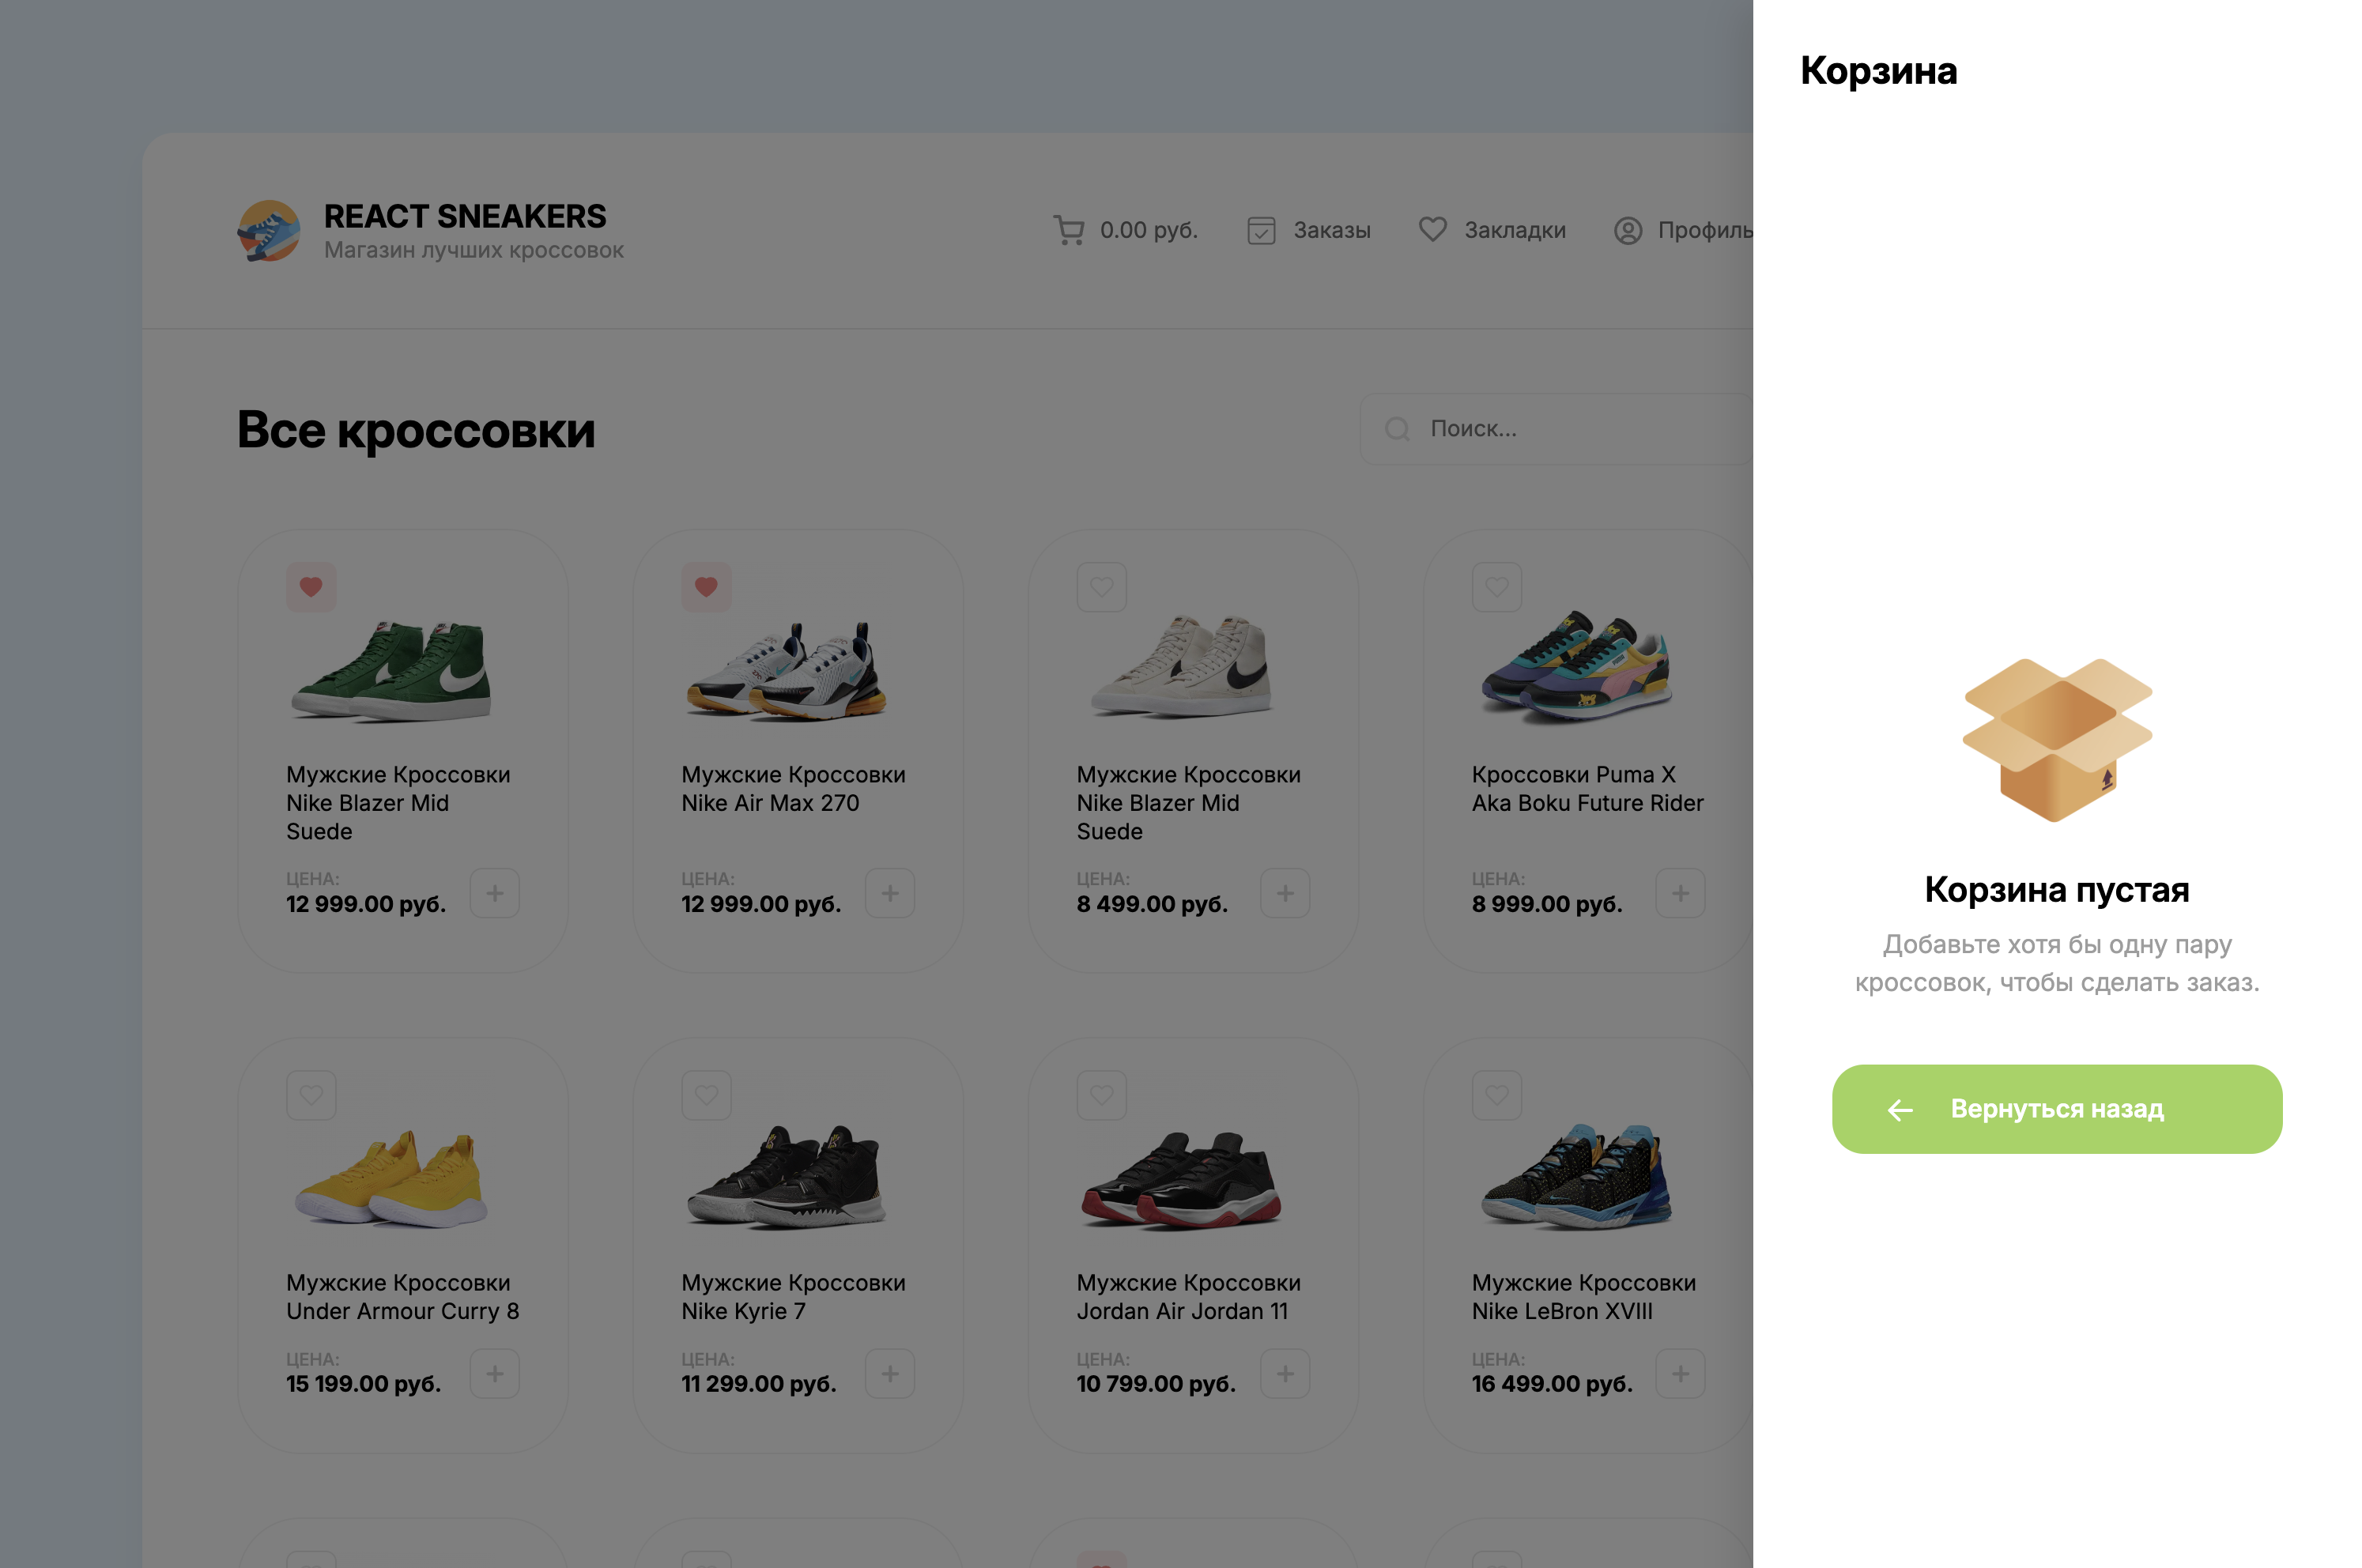 REACT SNEAKERS
Магазин лучших кроссовок
0.00 руб.
Заказы
Закладки
Профиль
Все кроссовки
Поиск...
Мужские Кроссовки
Nike Blazer Mid
Suede
ЦЕНА:
12 999.00 руб.
Мужские Кроссовки
Nike Air Max 270
ЦЕНА:
12 999.00 руб.
Мужские Кроссовки
Nike Blazer Mid
Suede
ЦЕНА:
8 499.00 руб.
Кроссовки Puma X
Aka Boku Future Rider
ЦЕНА:
8 999.00 руб.
Мужские Кроссовки
Under Armour Curry 8
ЦЕНА:
15 199.00 руб.
Мужские Кроссовки
Nike Kyrie 7
ЦЕНА:
11 299.00 руб.
Мужские Кроссовки
Jordan Air Jordan 11
ЦЕНА:
10 799.00 руб.
Мужские Кроссовки
Nike LeBron XVIII
ЦЕНА:
16 499.00 руб.
Корзина
Корзина пустая
Добавьте хотя бы одну пару
кроссовок, чтобы сделать заказ.
Вернуться назад